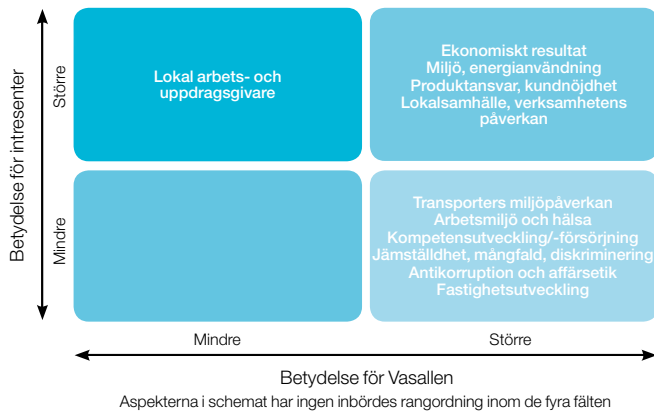 Betydelse för intressenter
Större
Mindre
Lokal arbets- och
uppdragsgivare
Ekonomiskt resultat
Miljö, energianvändning
Produktansvar, kundnöjdhet
Lokalsamhälle, verksamhetens
påverkan
Transporters miljöpåverkan
Arbetsmiljö och hälsa
Kompetensutveckling/-försörjning
Jämställdhet, mångfald, diskriminering
Antikorruption och affärsetik
Fastighetsutveckling
Mindre
Större
Betydelse för Vasallen
Aspekterna i schemat har ingen inbördes rangordning inom de fyra fälten